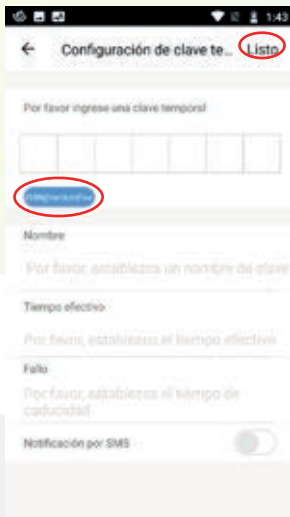 1:43
Configuración de clave te... Listo
Por favor ingrese una clave temporal
Nombre
Por favor, establezca un nombre de clave
Tiempo efectivo
Por favor, establezca el tiempo efectivo
Fallo
Por favor, establezca el tiempo de
caducidad
Notificación por SMS